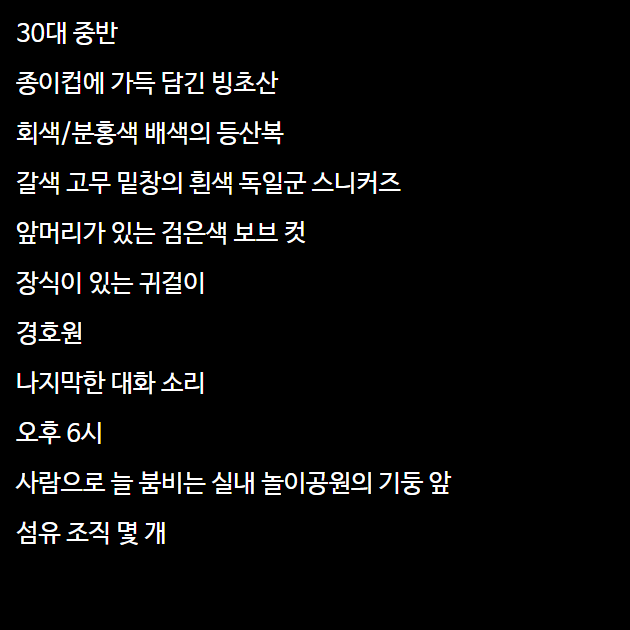 30대 중반
종이컵에 가득 담긴 빙초산
회색/분홍색 배색의 등산복
갈색 고무 밑창의 흰색 독일군 스니커즈
앞머리가 있는 검은색 보브 컷
장식이 있는 귀걸이
경호원
나지막한 대화 소리
오후 6시
사람으로 늘 붐비는 실내 놀이공원의 기둥 앞
섬유 조직 몇 개